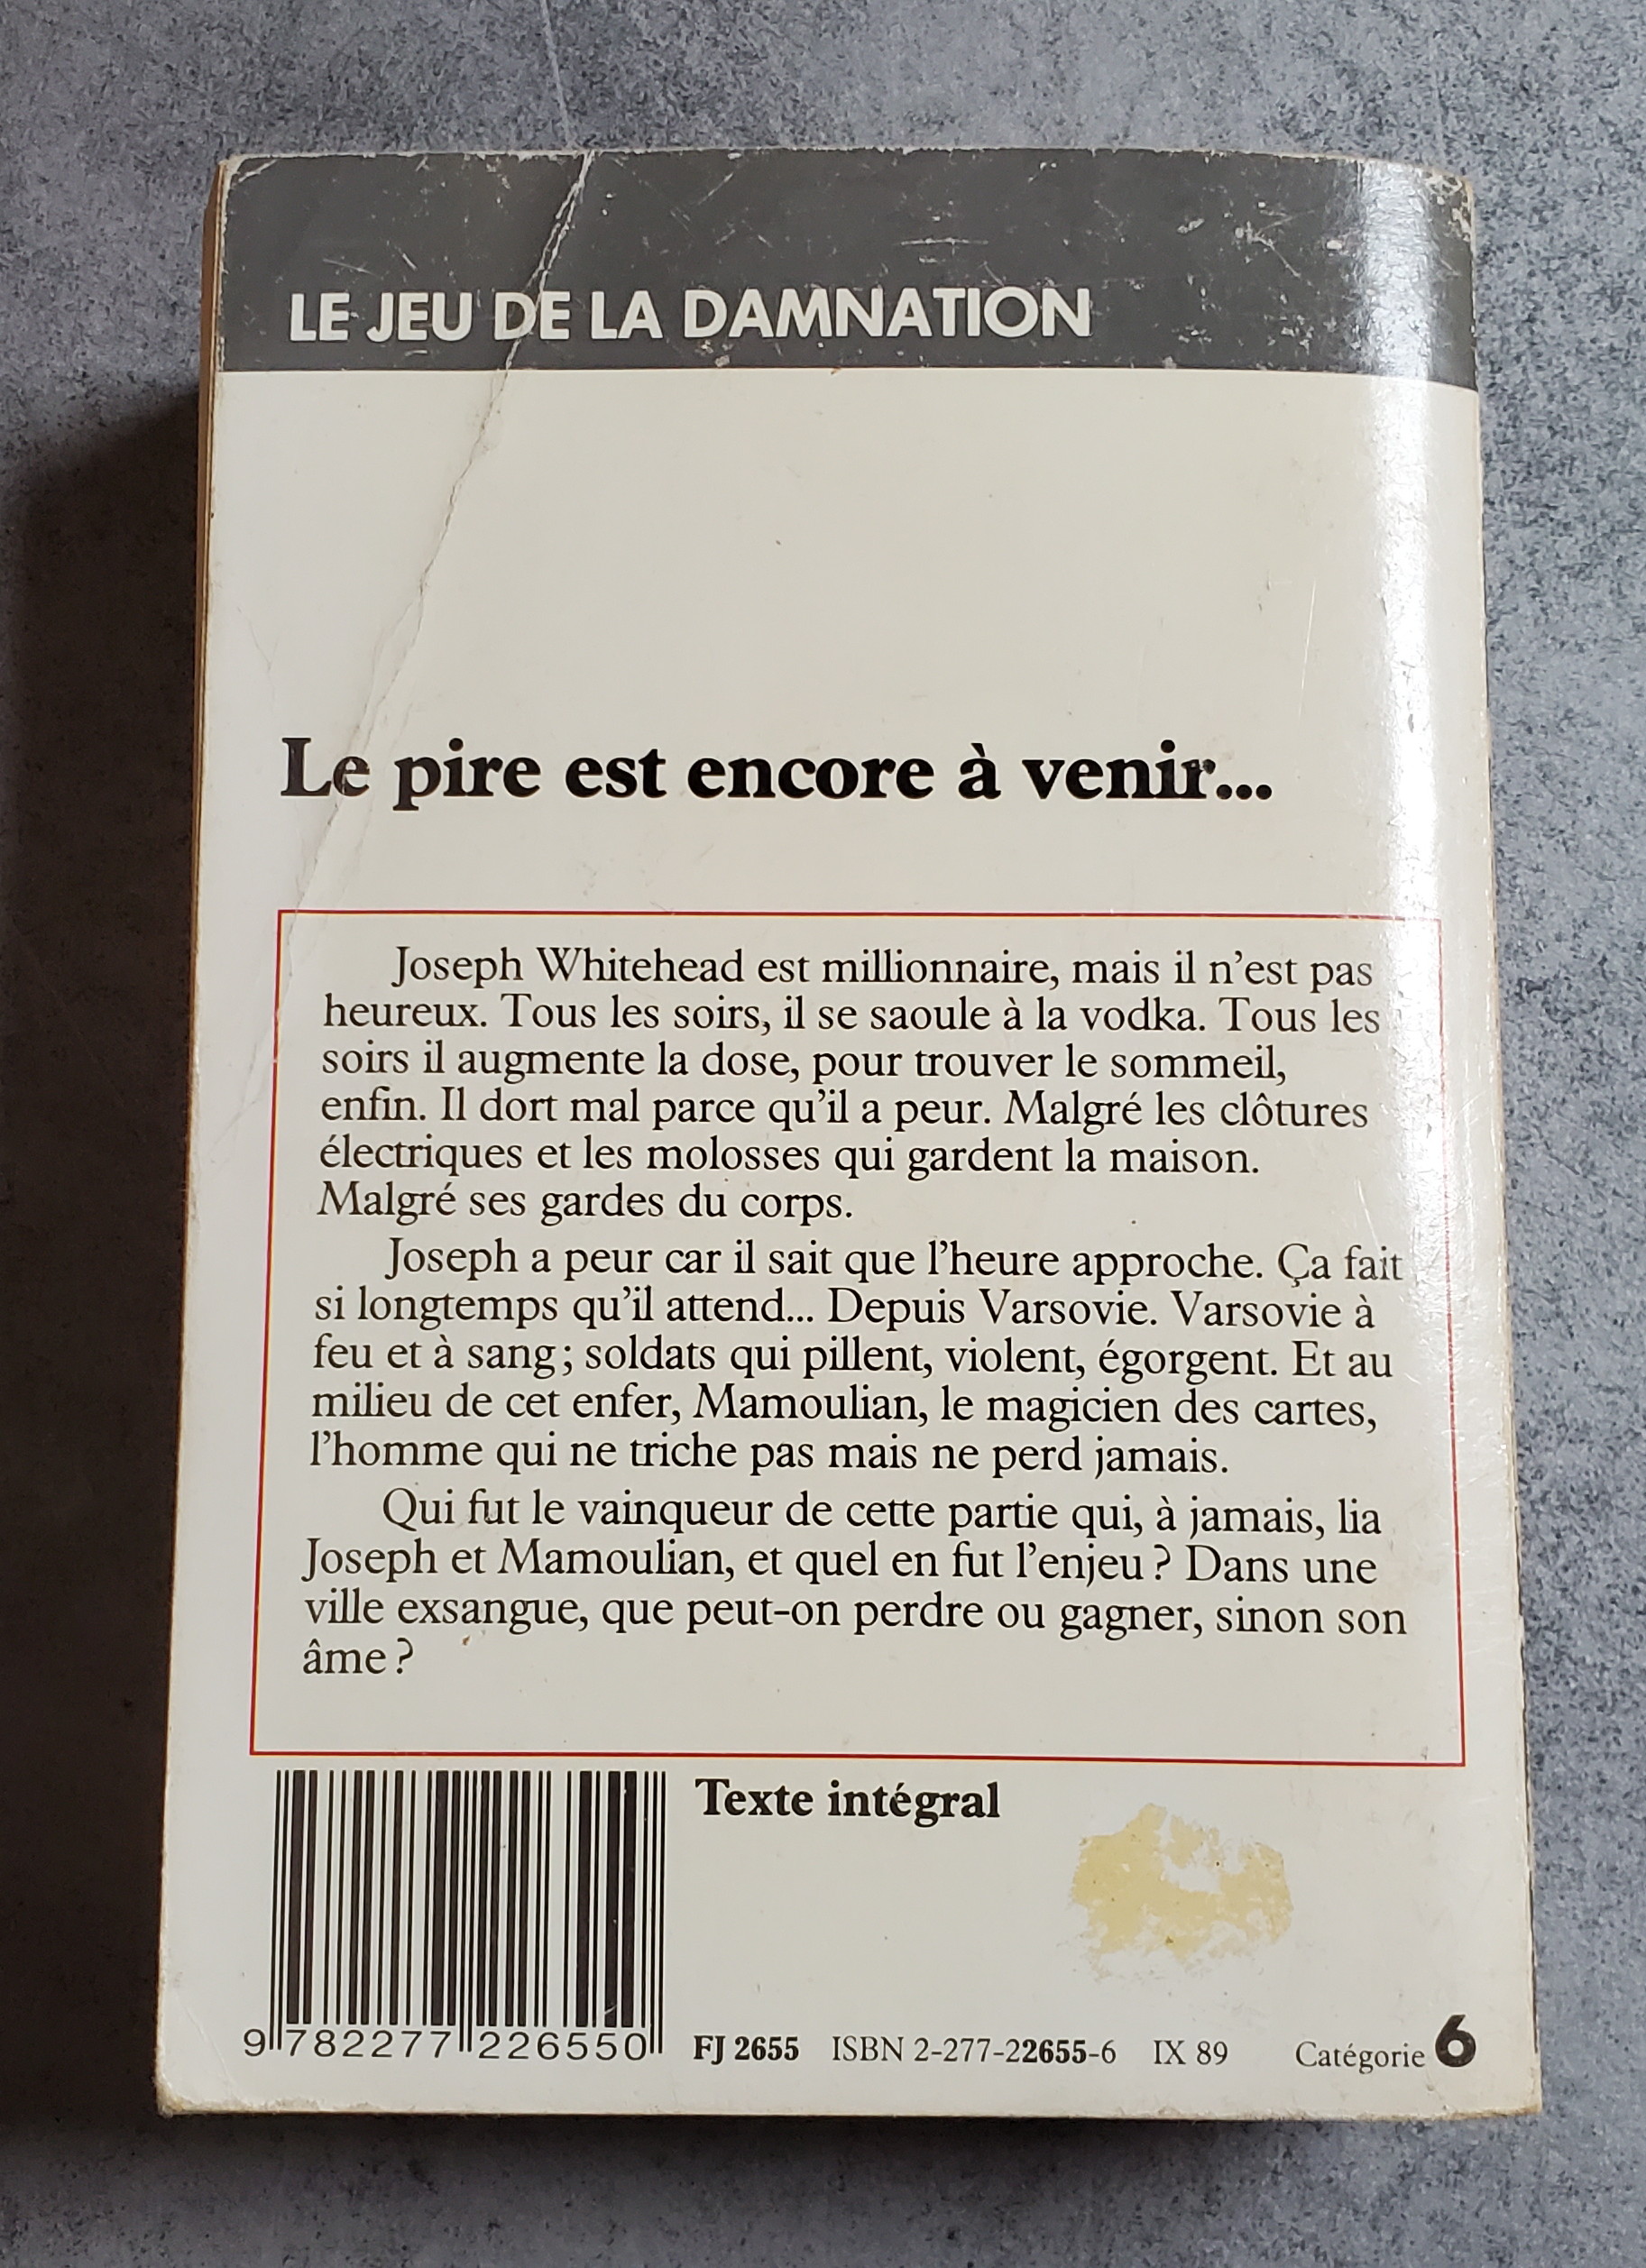 LE JEU DE LA DAMNATION
Le pire est encore à venir...
Joseph Whitehead est millionnaire, mais il n'est pas
heureux. Tous les soirs, il se saoule à la vodka. Tous les
soirs il augmente la dose, pour trouver le sommeil,
enfin. Il dort mal parce qu'il a peur. Malgré les clôtures
électriques et les molosses qui gardent la maison.
Malgré ses gardes du corps.
Joseph a peur car il sait que l'heure approche. Ça fait
si longtemps qu'il attend... Depuis Varsovie. Varsovie à
feu et à sang ; soldats qui pillent, violent, égorgent. Et au
milieu de cet enfer, Mamoulian, le magicien des cartes,
l'homme qui ne triche pas mais ne perd jamais.
Qui fut le vainqueur de cette partie qui, à jamais, lia
Joseph et Mamoulian, et quel en fut l'enjeu ? Dans une
ville exsangue, que peut-on perdre ou gagner, sinon son
âme ?
Texte intégral
9 782277 226550
FJ 2655 ISBN 2-277-22655-6 IX 89 Catégorie 6